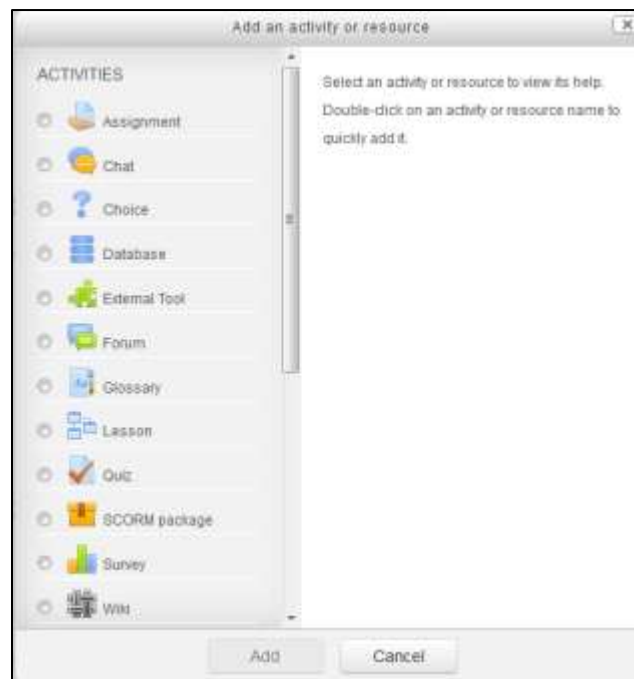 Add an activity or resource
ACTIVITIES
Assignment
Chat
Choice
Database
External Tool
Forum
Glossary
Lesson
Quiz
SCORM package
Survey
Wiki
Select an activity or resource to view its help.
Double-click on an activity or resource name to
quickly add it.
Add
Cancel